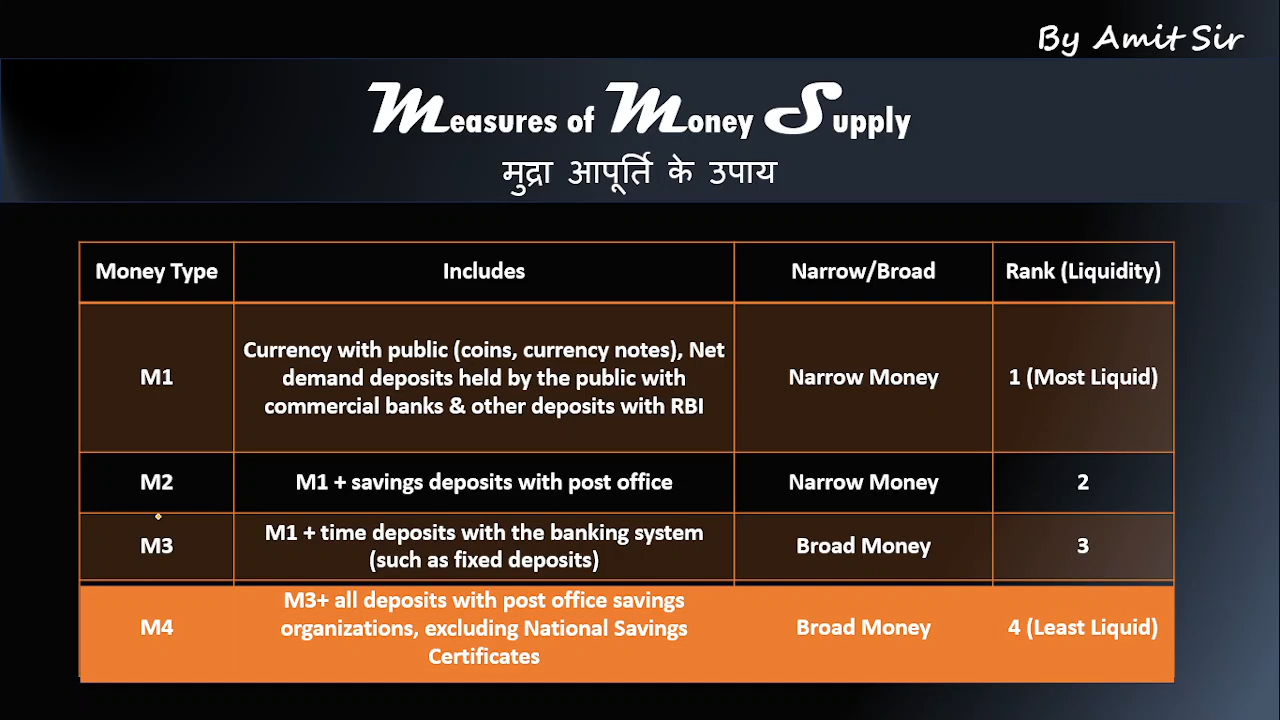 By Amit Sir
Measures of Money Supply
मुद्रा आपूर्ति के उपाय
Money Type
Includes
Narrow/Broad
Rank (Liquidity)
M1
Currency with public (coins, currency notes), Net
demand deposits held by the public with
commercial banks & other deposits with RBI
Narrow Money
1 (Most Liquid)
M2
M1 + savings deposits with post office
Narrow Money
2
M3
M1 + time deposits with the banking system
(such as fixed deposits)
Broad Money
3
M4
M3+ all deposits with post office savings
organizations, excluding National Savings
Certificates
Broad Money
4 (Least Liquid)